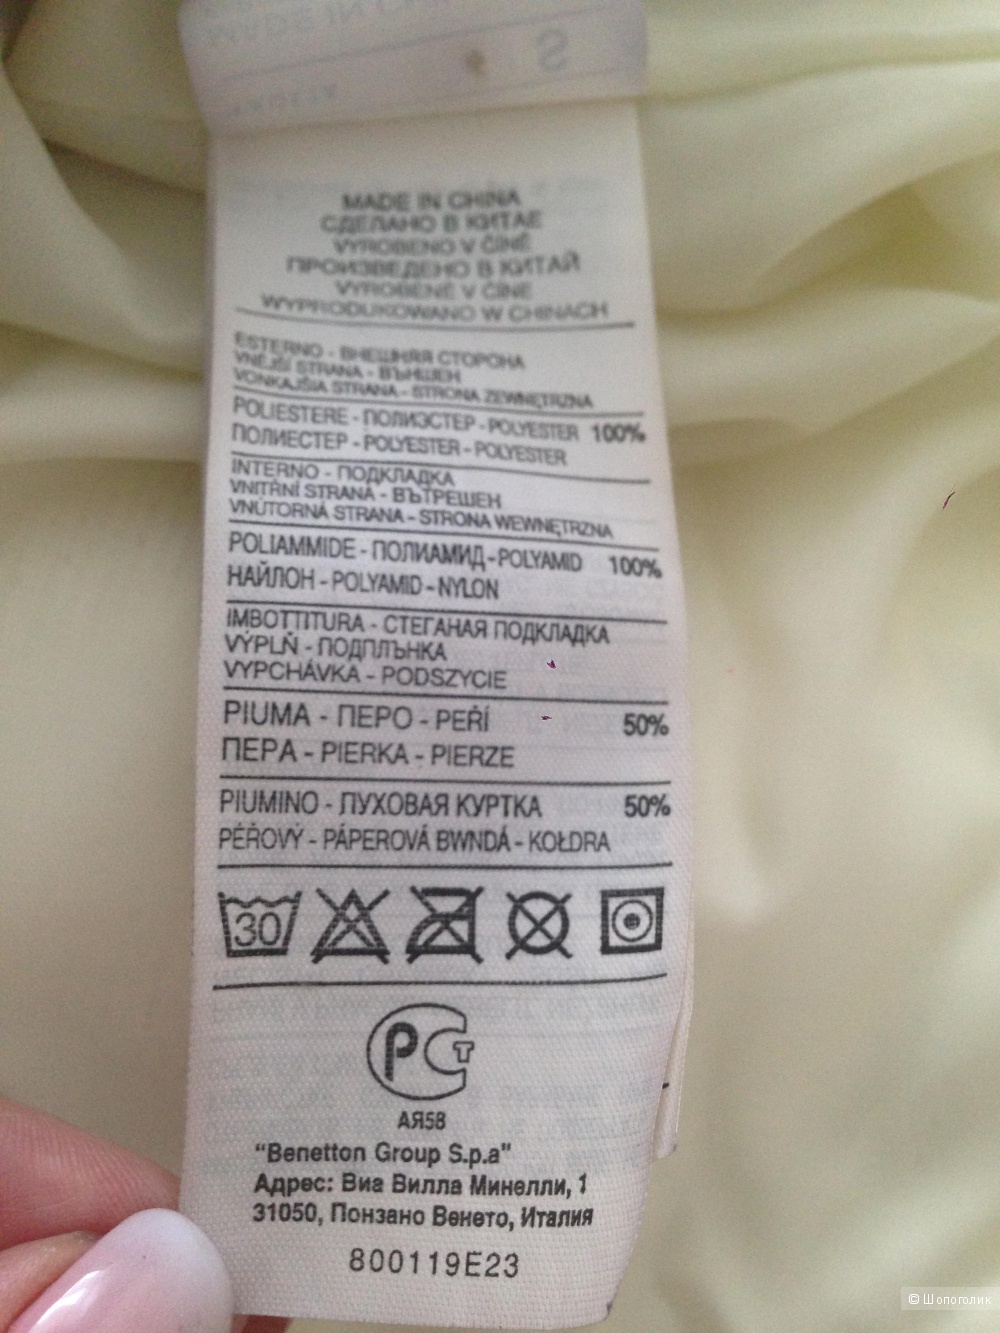 S
MADE IN CHINA
СДЕЛАНО В КИТАЕ
VYROBENO V ČÍNĚ
ПРОИЗВЕДЕНО В КИТАЙ
VYROBENÉ V ČÍNE
WYPRODUKOWANO W CHINACH
ESTERNO - ВНЕШНЯЯ СТОРОНА
VNĚJŠÍ STRANA - ВЪНШЕН
VONKAJŠIA STRANA - STRONA ZEWNĘTRZNA
POLIESTERE - ПОЛИЭСТЕР - POLYESTER 100%
ПОЛИЕСТЕР - POLYESTER - POLYESTER
INTERNO - ПОДКЛАДКА
VNITŘNÍ STRANA - ВЪТРЕШЕН
VNÚTORNÁ STRANA - STRONA WEWNĘTRZNA
POLIAMMIDE - ПОЛИАМИД - POLYAMID 100%
НАЙЛОН - POLYAMID - NYLON
IMBOTTITURA - СТЕГАНАЯ ПОДКЛАДКА
VÝPLŇ - ПОДПЛЪНКА
VYPCHÁVKA - PODSZYCIE
PIUMA - ПЕРО - PEŘÍ 50%
ПЕРА - PIERKA - PIERZE
PIUMINO - ПУХОВАЯ КУРТКА 50%
PÉŘOVÝ - PÁPEROVÁ BWNDÁ - KOŁDRA
30
РСТ
АЯ58
"Benetton Group S.p.a"
Адрес: Виа Вилла Минелли, 1
31050, Понзано Венето, Италия
800119E23
© Шопоголик